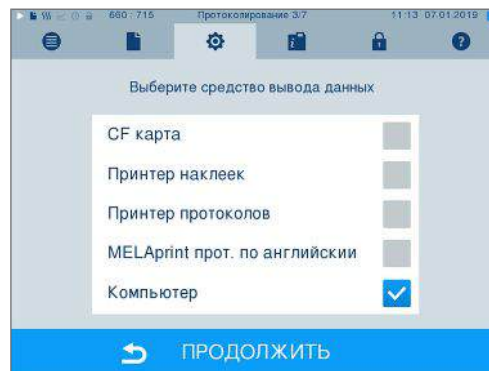 660 : 715 Протоколирование 3/7 11:13 07.01.2019
Выберите средство вывода данных
CF карта
Принтер наклеек
Принтер протоколов
MELAprint прот. по английскии
Компьютер
ПРОДОЛЖИТЬ